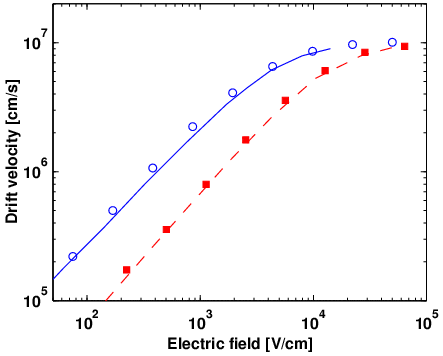 10^7
10^6
10^5
Drift velocity [cm/s]
10^2 10^3 10^4 10^5
Electric field [V/cm]